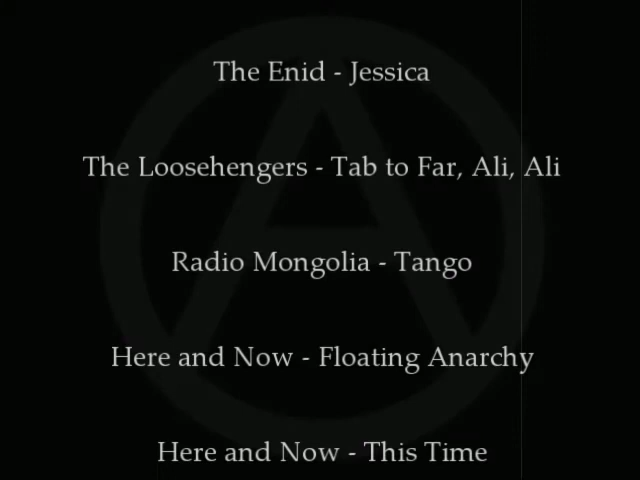 The Enid - Jessica
The Loosehengers - Tab to Far, Ali, Ali
Radio Mongolia - Tango
Here and Now - Floating Anarchy
Here and Now - This Time